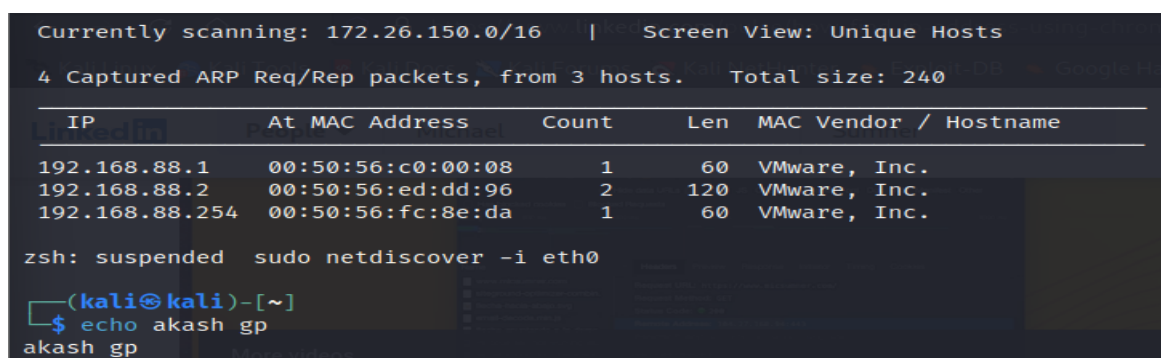 Currently scanning: 172.26.150.0/16   |   Screen View: Unique Hosts
4 Captured ARP Req/Rep packets, from 3 hosts.   Total size: 240
IP            At MAC Address     Count     Len  MAC Vendor / Hostname
192.168.88.1    00:50:56:c0:00:08      1      60  VMware, Inc.
192.168.88.2    00:50:56:ed:dd:96      2     120  VMware, Inc.
192.168.88.254  00:50:56:fc:8e:da      1      60  VMware, Inc.
zsh: suspended  sudo netdiscover -i eth0
┌──(kali㉿kali)-[~]
└─$ echo akash gp
akash gp